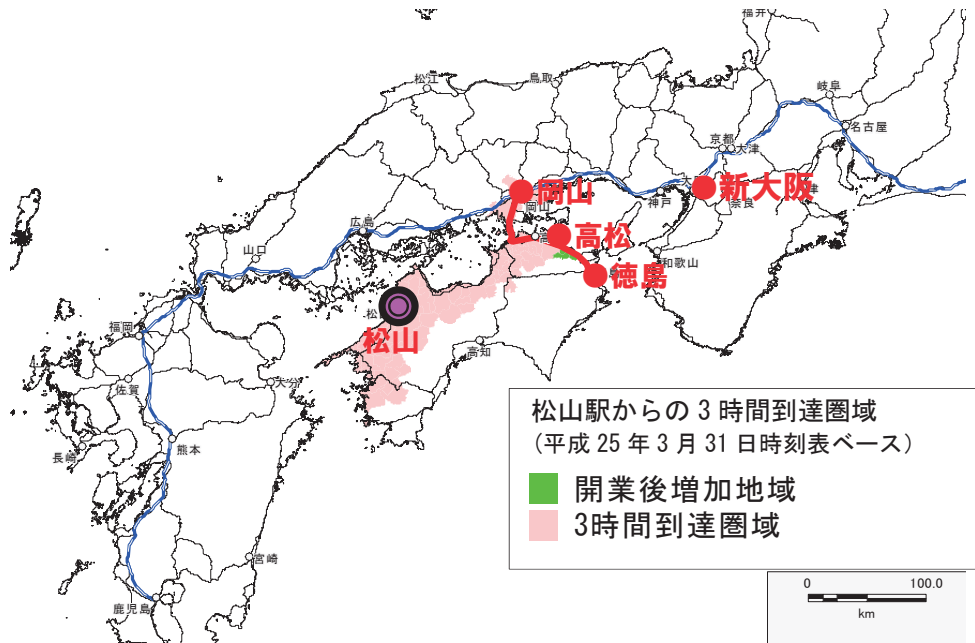 福井
松江
鳥取
岐阜
名古屋
京都
大津
新大阪
岡山
岡山
神戸
奈良
津
広島
高
高松
山口
和歌山
徳島
松
松山
福岡
高知
大分
佐賀
長崎
熊本
宮崎
鹿児島
松山駅からの3時間到達圏域
(平成25年3月31日時刻表ベース)
開業後増加地域
3時間到達圏域
0 100.0
km